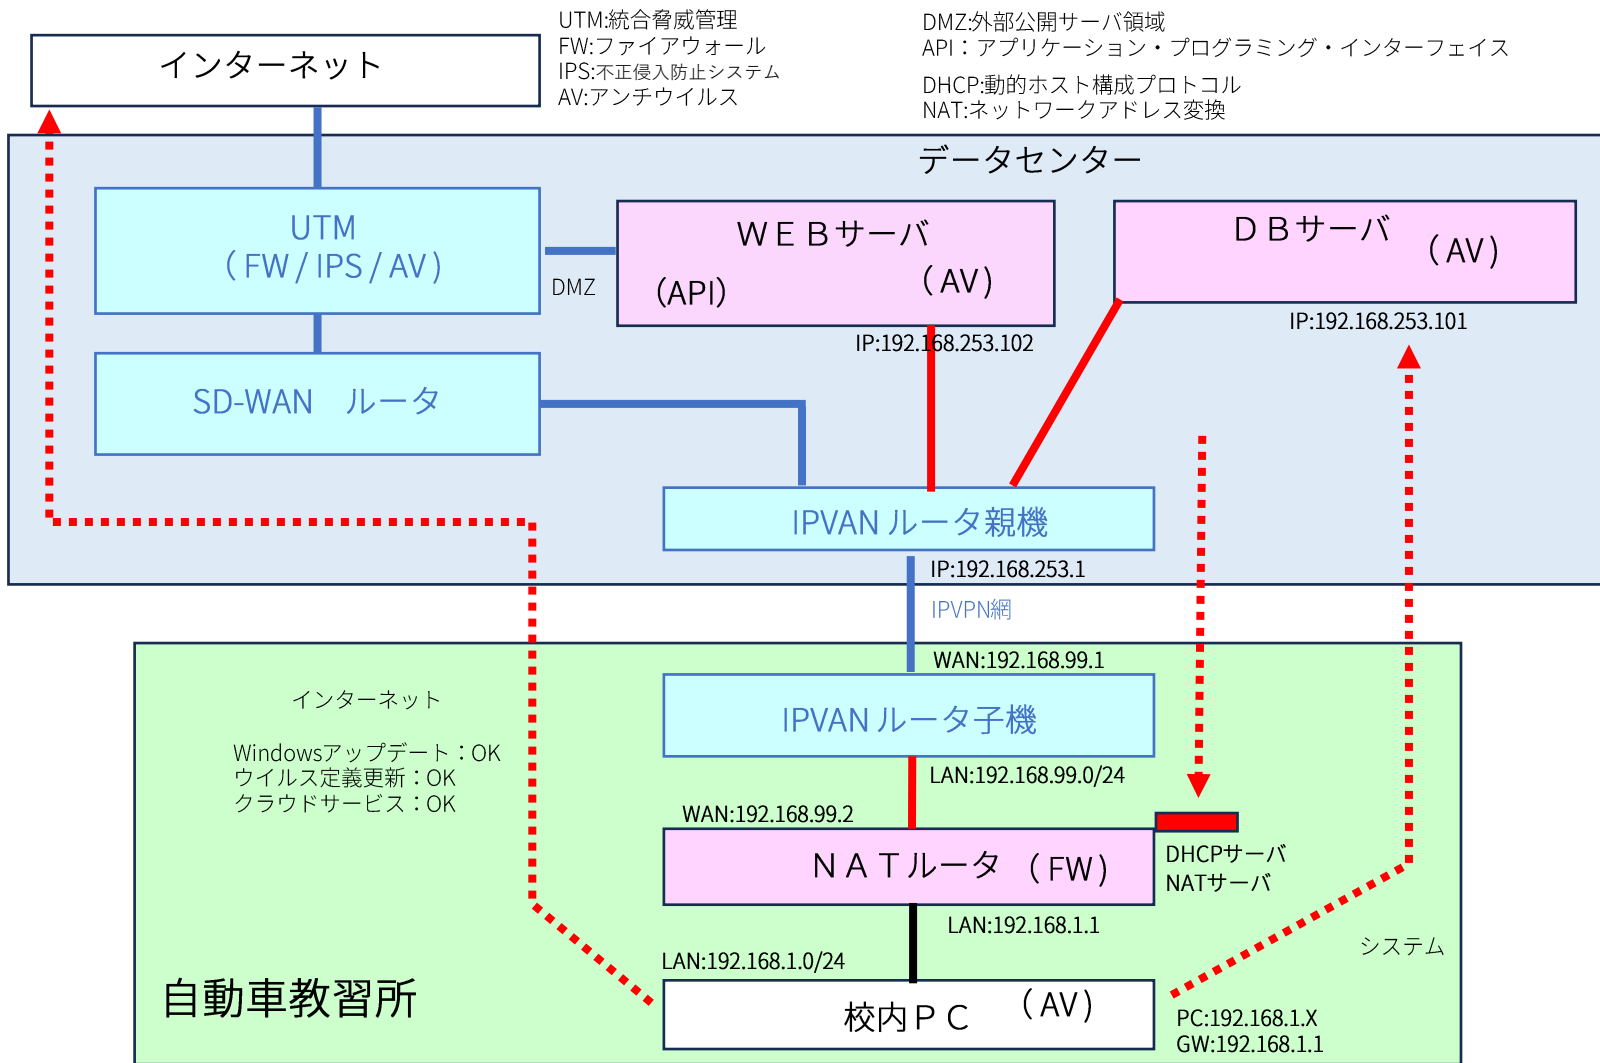 UTM:統合脅威管理
FW:ファイアウォール
IPS:不正侵入防止システム
AV:アンチウイルス
DMZ:外部公開サーバ領域
API：アプリケーション・プログラミング・インターフェイス
DHCP:動的ホスト構成プロトコル
NAT:ネットワークアドレス変換
インターネット
データセンター
UTM
（FW / IPS / AV）
DMZ
ＷＥＢサーバ
（API）
（AV）
IP:192.168.253.102
ＤＢサーバ
（AV）
IP:192.168.253.101
SD-WAN　ルータ
IPVAN ルータ親機
IP:192.168.253.1
IPVPN網
WAN:192.168.99.1
IPVAN ルータ子機
LAN:192.168.99.0/24
インターネット
Windowsアップデート：OK
ウイルス定義更新：OK
クラウドサービス：OK
WAN:192.168.99.2
ＮＡＴルータ（FW）
DHCPサーバ
NATサーバ
LAN:192.168.1.1
システム
LAN:192.168.1.0/24
自動車教習所
校内ＰＣ
（AV）
PC:192.168.1.X
GW:192.168.1.1